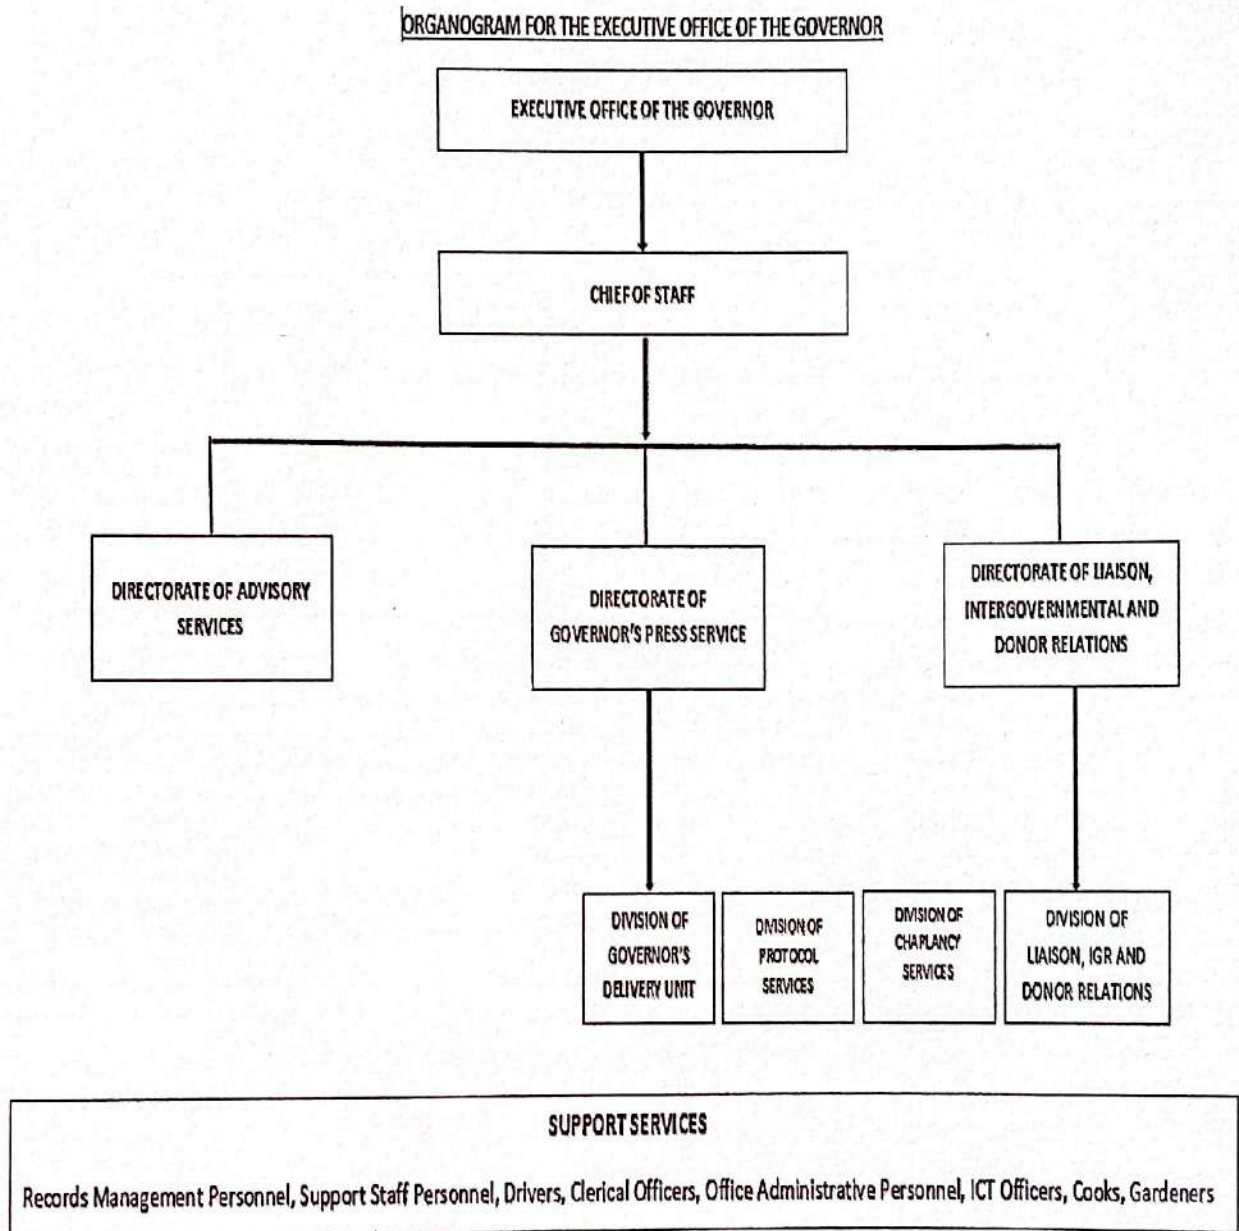 ORGANOGRAM FOR THE EXECUTIVE OFFICE OF THE GOVERNOR
EXECUTIVE OFFICE OF THE GOVERNOR
CHIEF OF STAFF
DIRECTORATE OF ADVISORY
SERVICES
DIRECTORATE OF
GOVERNOR'S PRESS SERVICE
DIRECTORATE OF LIAISON,
INTERGOVERNMENTAL AND
DONOR RELATIONS
DIVISION OF
GOVERNOR'S
DELIVERY UNIT
DIVISION OF
PROTOCOL
SERVICES
DIVISION OF
CHAPLANCY
SERVICES
DIVISION OF
LIAISON, IGR AND
DONOR RELATIONS
SUPPORT SERVICES
Records Management Personnel, Support Staff Personnel, Drivers, Clerical Officers, Office Administrative Personnel, ICT Officers, Cooks, Gardeners